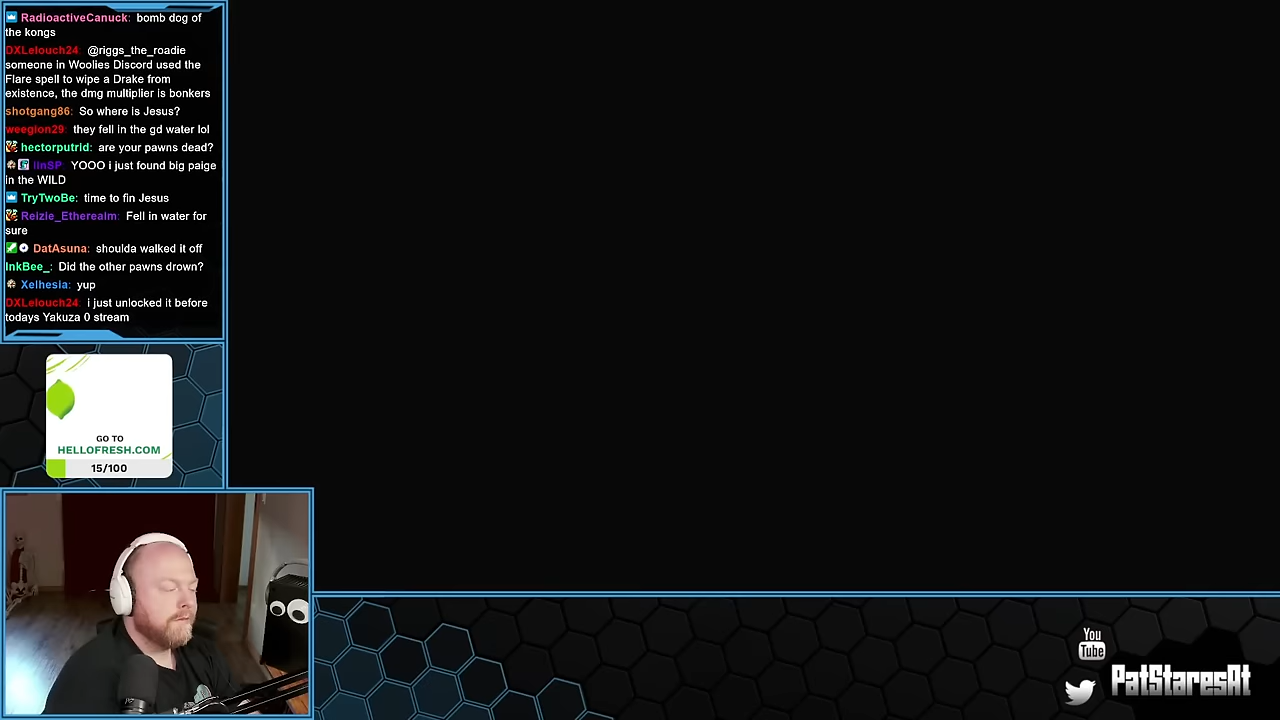 RadioactiveCanuck: bomb dog of
the kongs
DXLelouch24: @riggs_the_roadie
someone in Woolies Discord used the
Flare spell to wipe a Drake from
existence, the dmg multiplier is bonkers
shotgang86: So where is Jesus?
weegion29: they fell in the gd water lol
hectorputrid: are your pawns dead?
linSP: YOOO i just found big paige
in the WILD
TryTwoBe: time to fin Jesus
Reizie_Etherealm: Fell in water for
sure
DatAsuna: shoulda walked it off
InkBee_: Did the other pawns drown?
Xelhesia: yup
DXLelouch24: i just unlocked it before
todays Yakuza 0 stream
GO TO
HELLOFRESH.COM
15/100
You
Tube
PatStaresAt